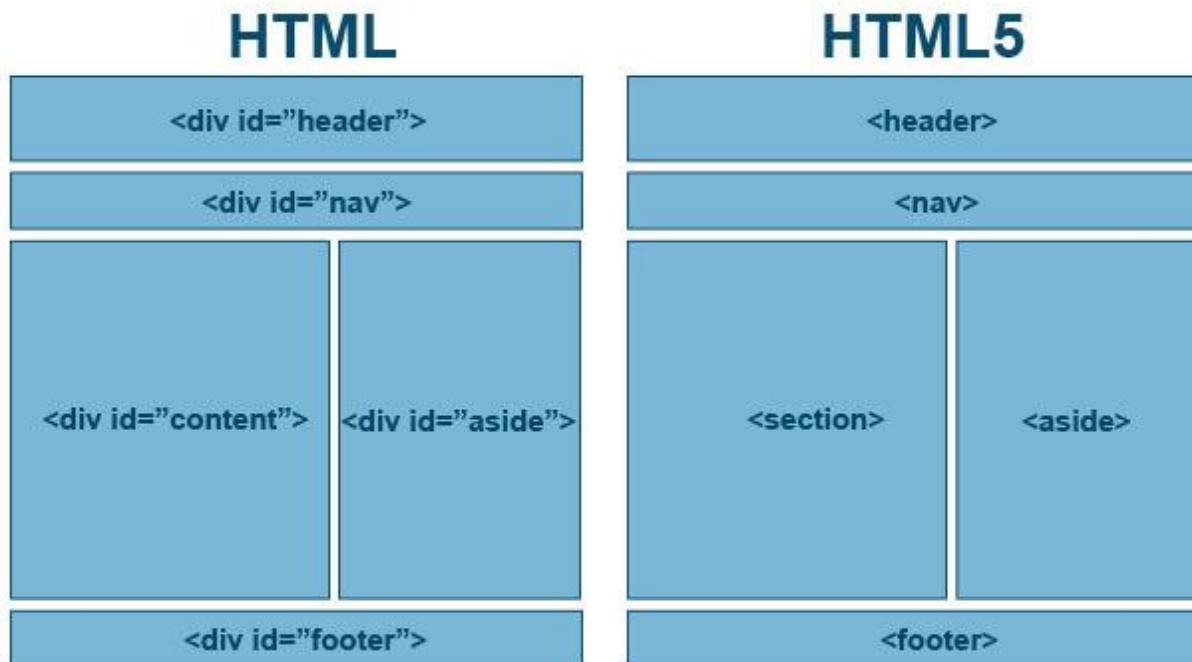 HTML
<div id=”header”>
<div id=”nav”>
<div id=”content”>
<div id=”aside”>
<div id=”footer”>
HTML5
<header>
<nav>
<section>
<aside>
<footer>